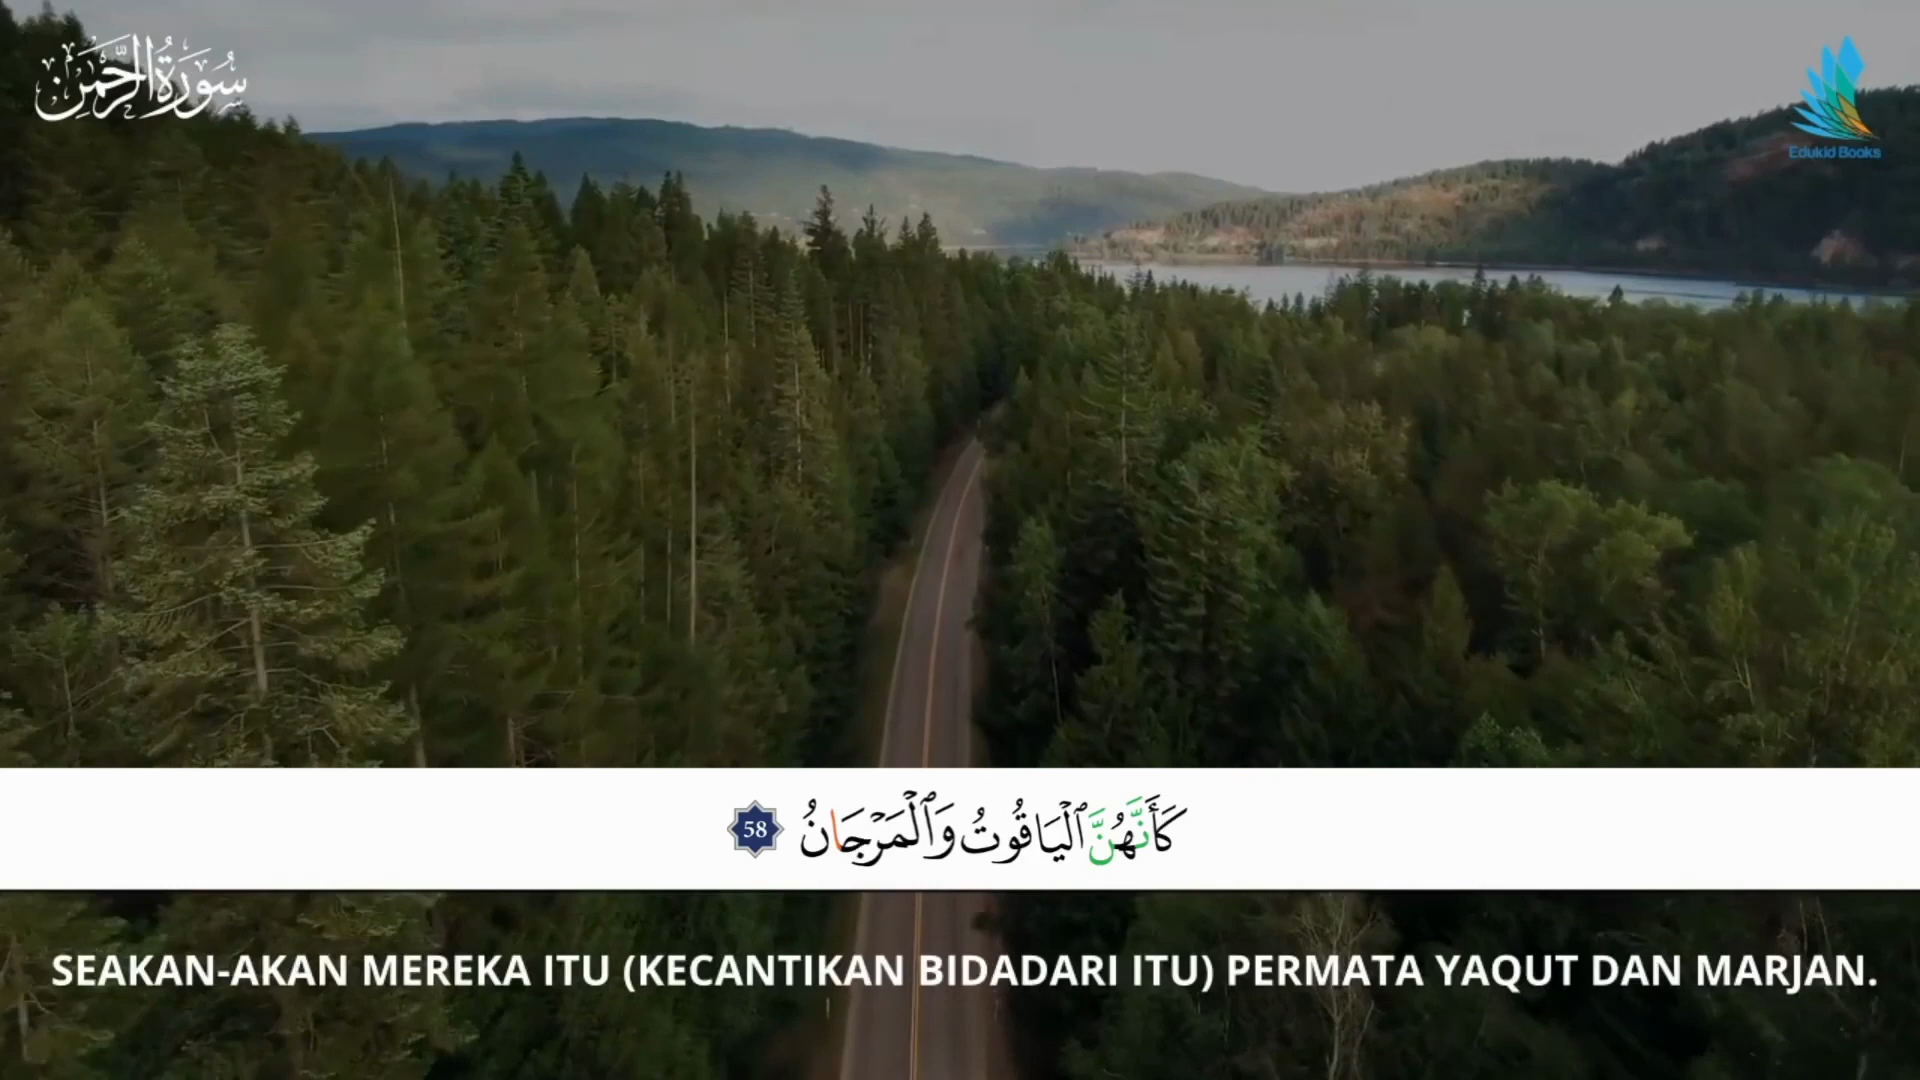 سُورَةُ الرَّحْمَٰن
Edukid Books
كَأَنَّهُنَّ ٱلْيَاقُوتُ وَٱلْمَرْجَانُ 58
SEAKAN-AKAN MEREKA ITU (KECANTIKAN BIDADARI ITU) PERMATA YAQUT DAN MARJAN.